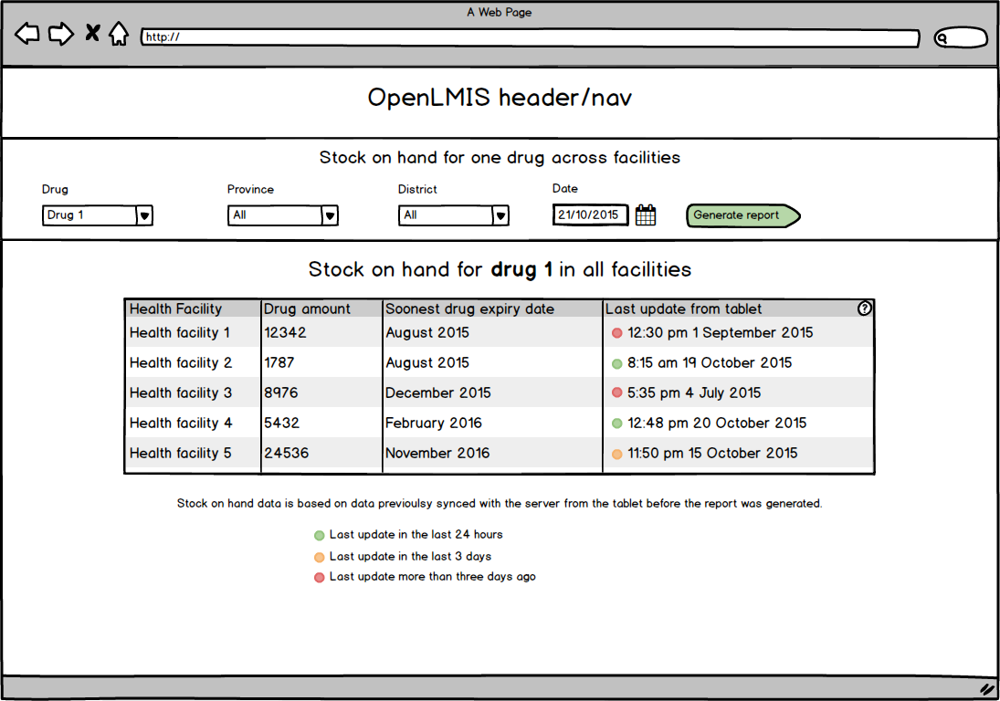 A Web Page
http://
OpenLMIS header/nav
Stock on hand for one drug across facilities
Drug Province District Date
Drug 1 All All 21/10/2015 Generate report
Stock on hand for drug 1 in all facilities
Health Facility Drug amount Soonest drug expiry date Last update from tablet ?
Health facility 1 12342 August 2015 12:30 pm 1 September 2015
Health facility 2 1787 August 2015 8:15 am 19 October 2015
Health facility 3 8976 December 2015 5:35 pm 4 July 2015
Health facility 4 5432 February 2016 12:48 pm 20 October 2015
Health facility 5 24536 November 2016 11:50 pm 15 October 2015
Stock on hand data is based on data previoulsy synced with the server from the tablet before the report was generated.
Last update in the last 24 hours
Last update in the last 3 days
Last update more than three days ago